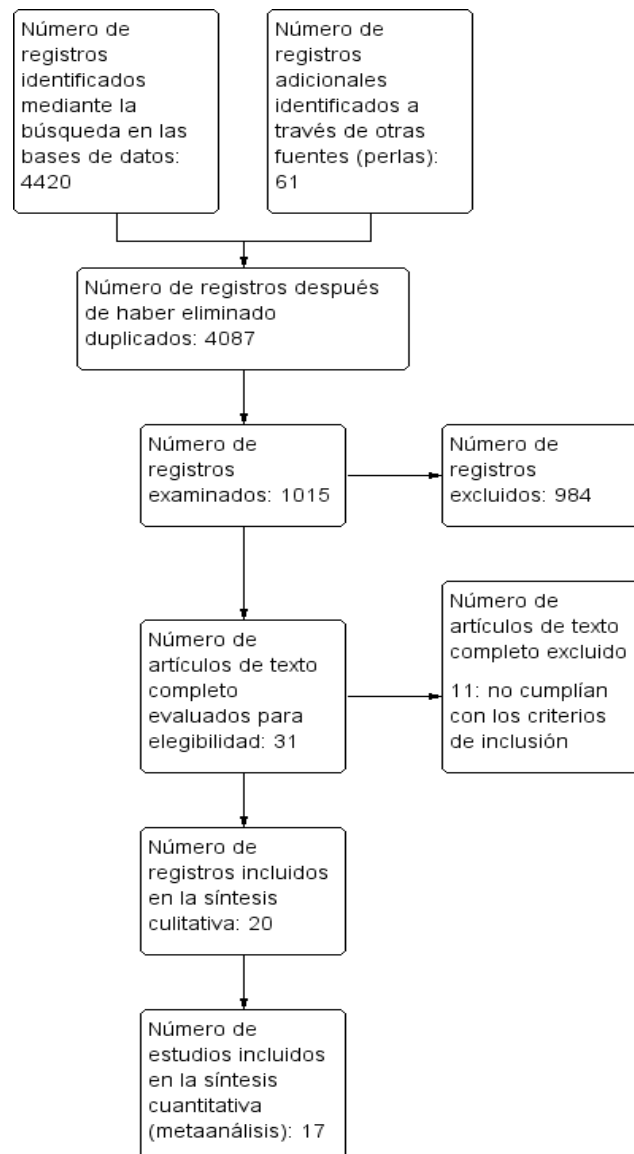 Número de
registros
identificados
mediante la
búsqueda en las
bases de datos:
4420
Número de
registros
adicionales
identificados a
través de otras
fuentes (perlas):
61
Número de registros después
de haber eliminado
duplicados: 4087
Número de
registros
examinados: 1015
Número de
registros
excluidos: 984
Número de
artículos de texto
completo
evaluados para
elegibilidad: 31
Número de
artículos de texto
completo excluido
11: no cumplían
con los criterios
de inclusión
Número de
registros incluidos
en la síntesis
culitativa: 20
Número de
estudios incluidos
en la síntesis
cuantitativa
(metaanálisis): 17